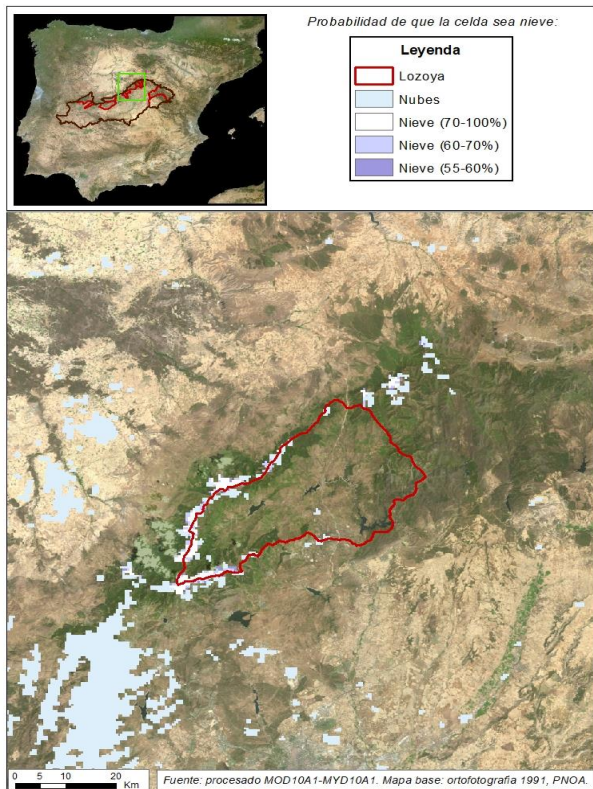 Probabilidad de que la celda sea nieve:
Leyenda
Lozoya
Nubes
Nieve (70-100%)
Nieve (60-70%)
Nieve (55-60%)
0 5 10 20
Km
Fuente: procesado MOD10A1-MYD10A1. Mapa base: ortofotografia 1991, PNOA.